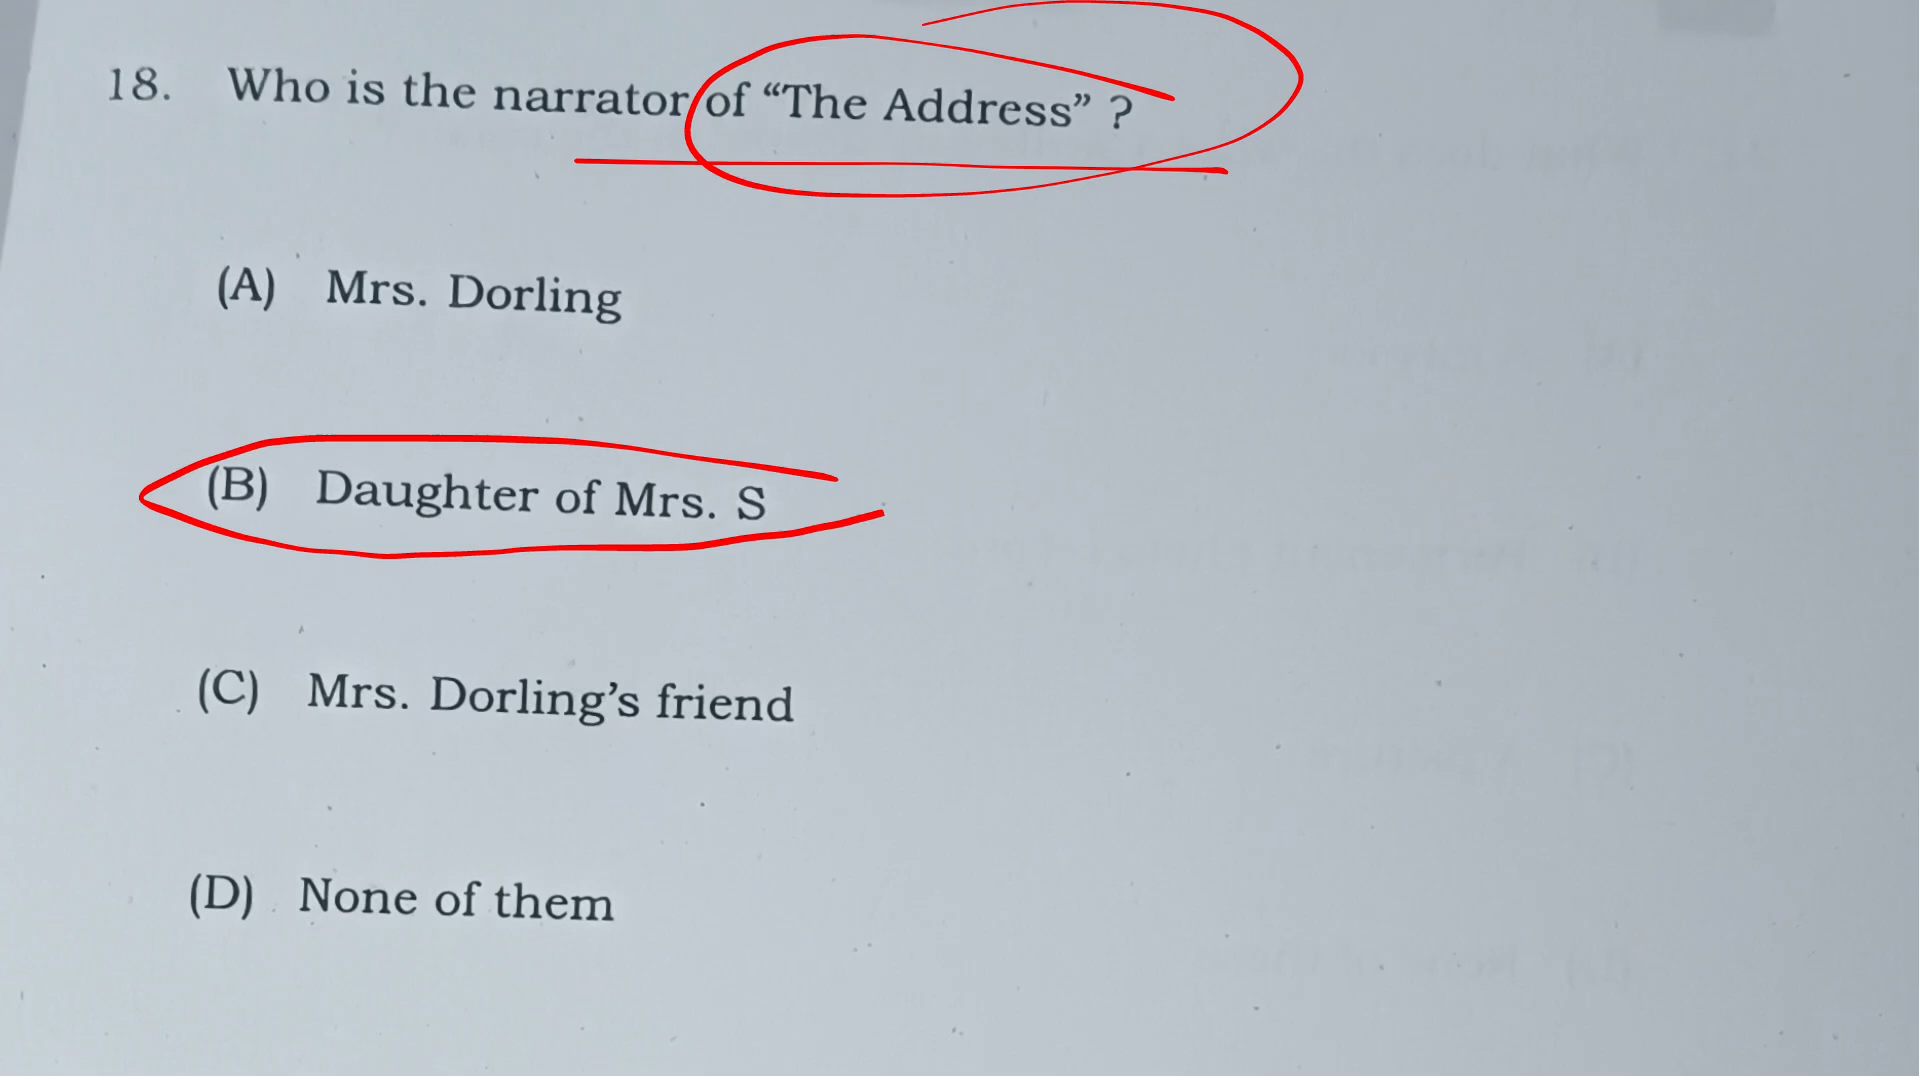 18. Who is the narrator of “The Address” ?
(A) Mrs. Dorling
(B) Daughter of Mrs. S
(C) Mrs. Dorling’s friend
(D) None of them